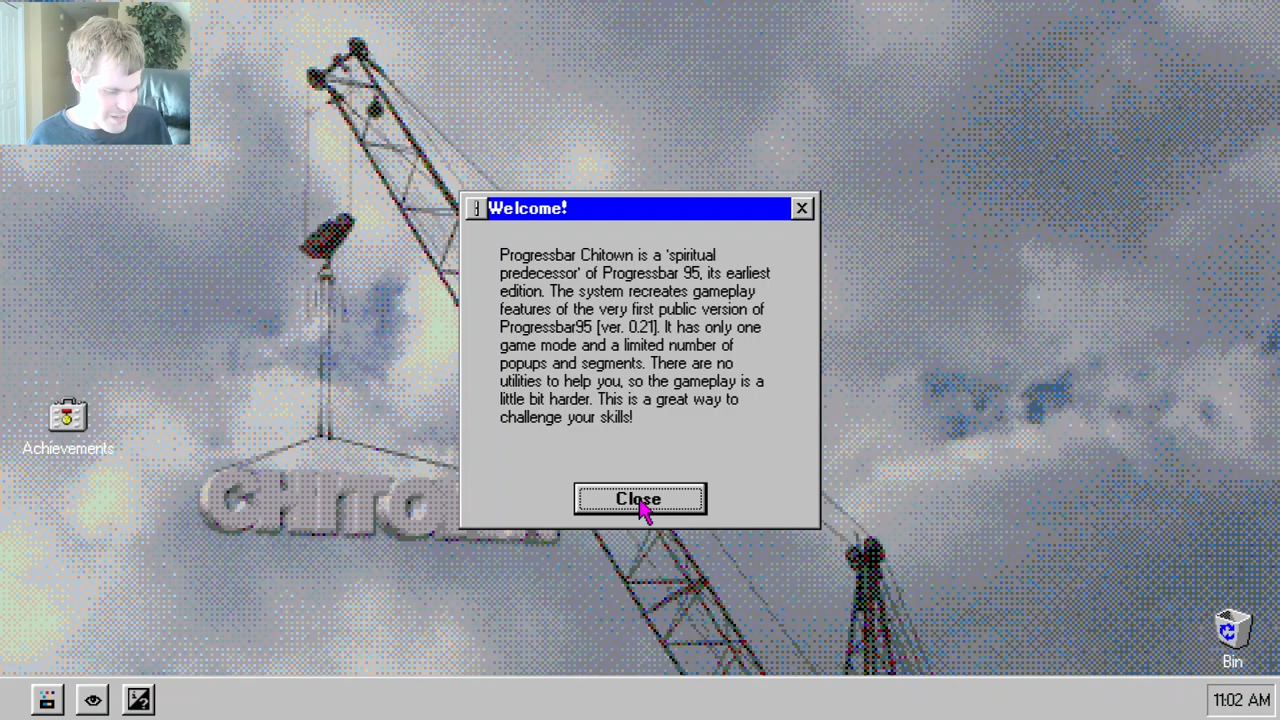 Welcome!
Progressbar Chitown is a 'spiritual
predecessor' of Progressbar 95, its earliest
edition. The system recreates gameplay
features of the very first public version of
Progressbar95 [ver. 0.21]. It has only one
game mode and a limited number of
popups and segments. There are no
utilities to help you, so the gameplay is a
little bit harder. This is a great way to
challenge your skills!
Close
Achievements
Bin
11:02 AM